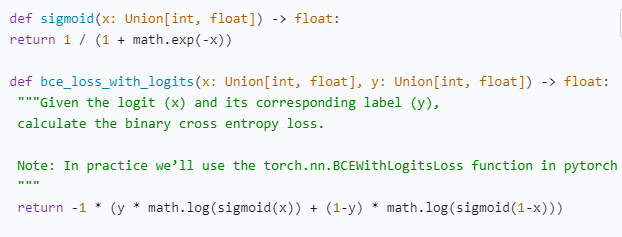 def sigmoid(x: Union[int, float]) -> float:
return 1 / (1 + math.exp(-x))
def bce_loss_with_logits(x: Union[int, float], y: Union[int, float]) -> float:
"""Given the logit (x) and its corresponding label (y),
calculate the binary cross entropy loss.
Note: In practice we’ll use the torch.nn.BCEWithLogitsLoss function in pytorch
"""
return -1 * (y * math.log(sigmoid(x)) + (1-y) * math.log(sigmoid(1-x)))